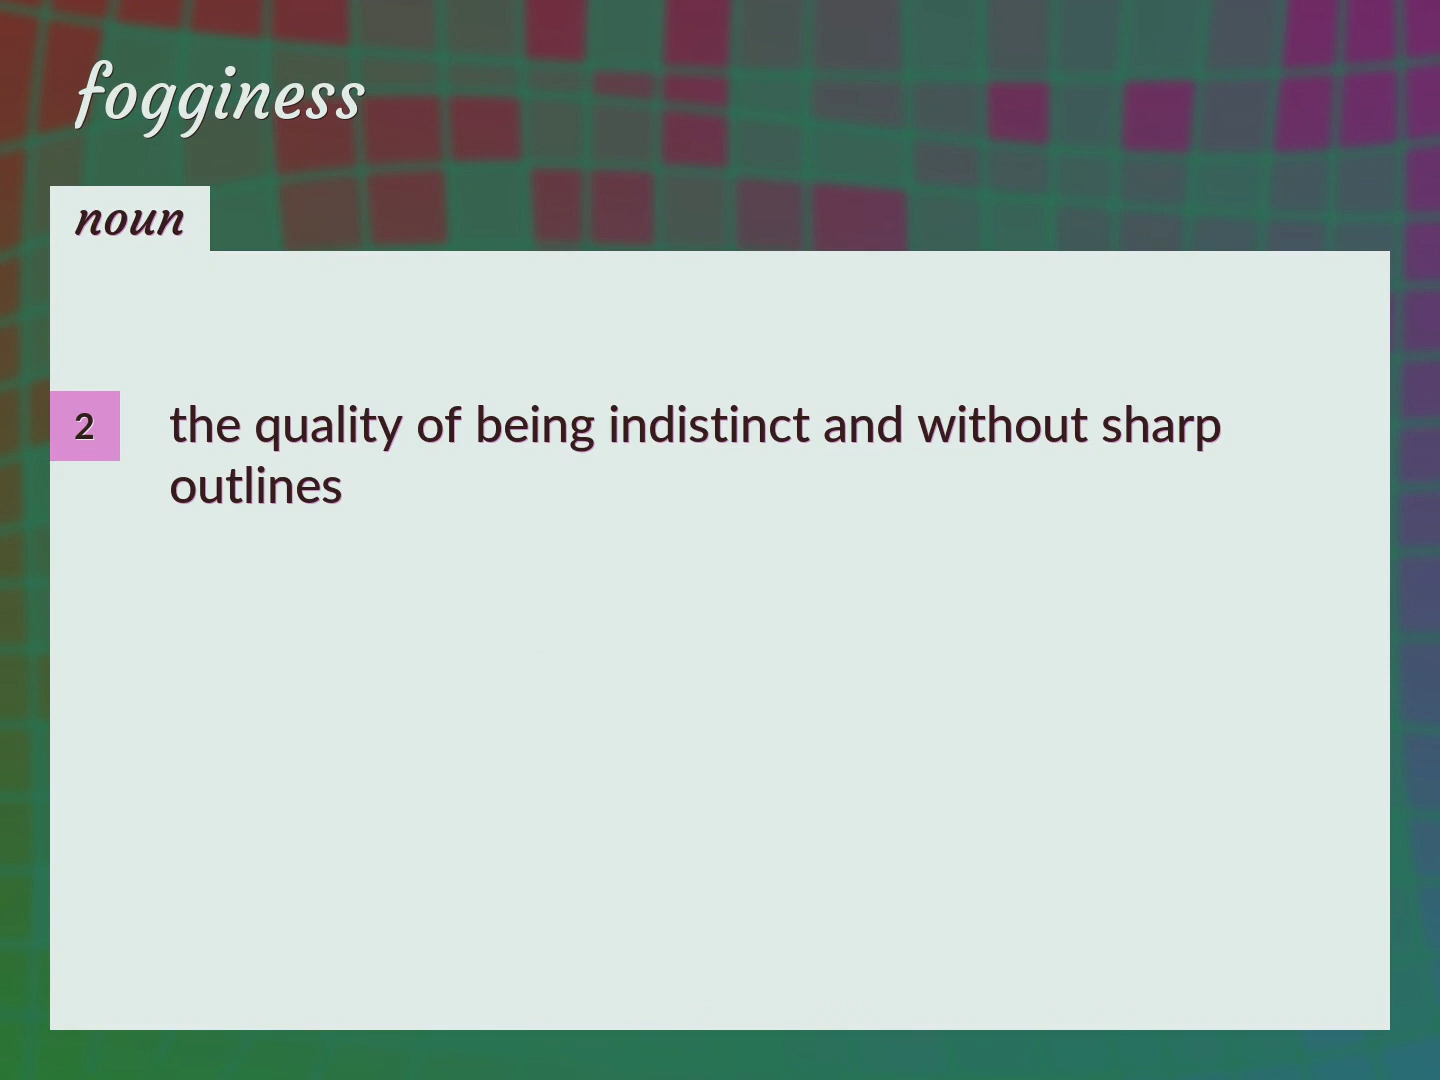 fogginess
noun
2
the quality of being indistinct and without sharp
outlines